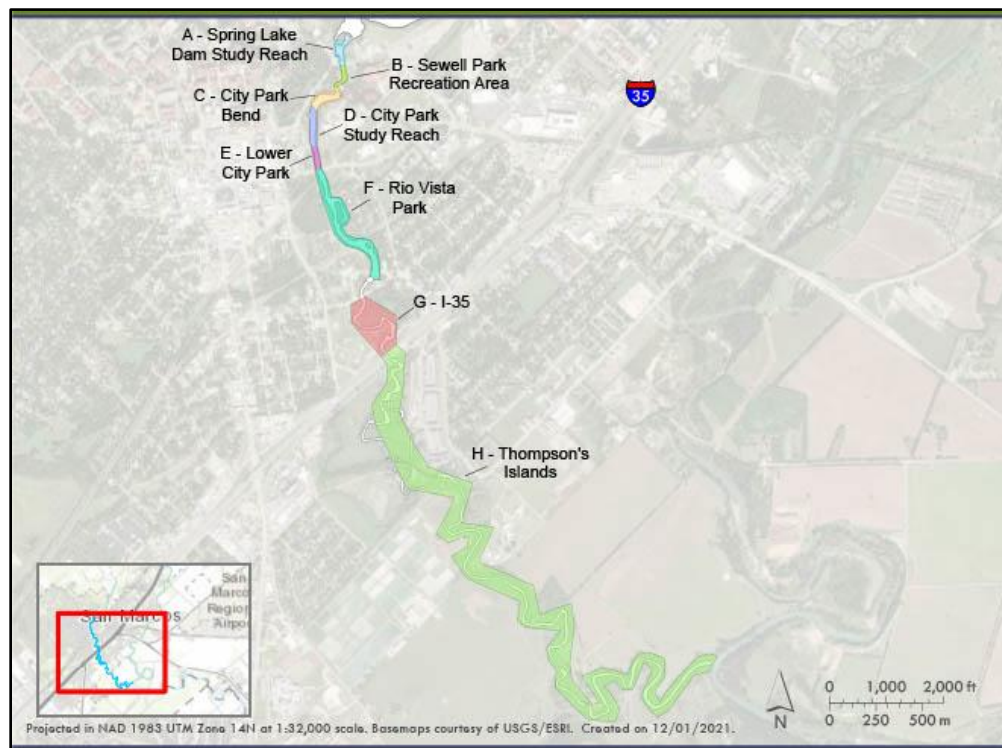 A - Spring Lake
Dam Study Reach
B - Sewell Park
Recreation Area
C - City Park
Bend
D - City Park
Study Reach
E - Lower
City Park
F - Rio Vista
Park
35
G - I-35
H - Thompson's
Islands
San
Marcos
Region
Airpo
San Marcos
0 1,000 2,000 ft
0 250 500 m
N
Projected in NAD 1983 UTM Zone 14N at 1:32,000 scale. Basemaps courtesy of USGS/ESRI. Created on 12/01/2021.